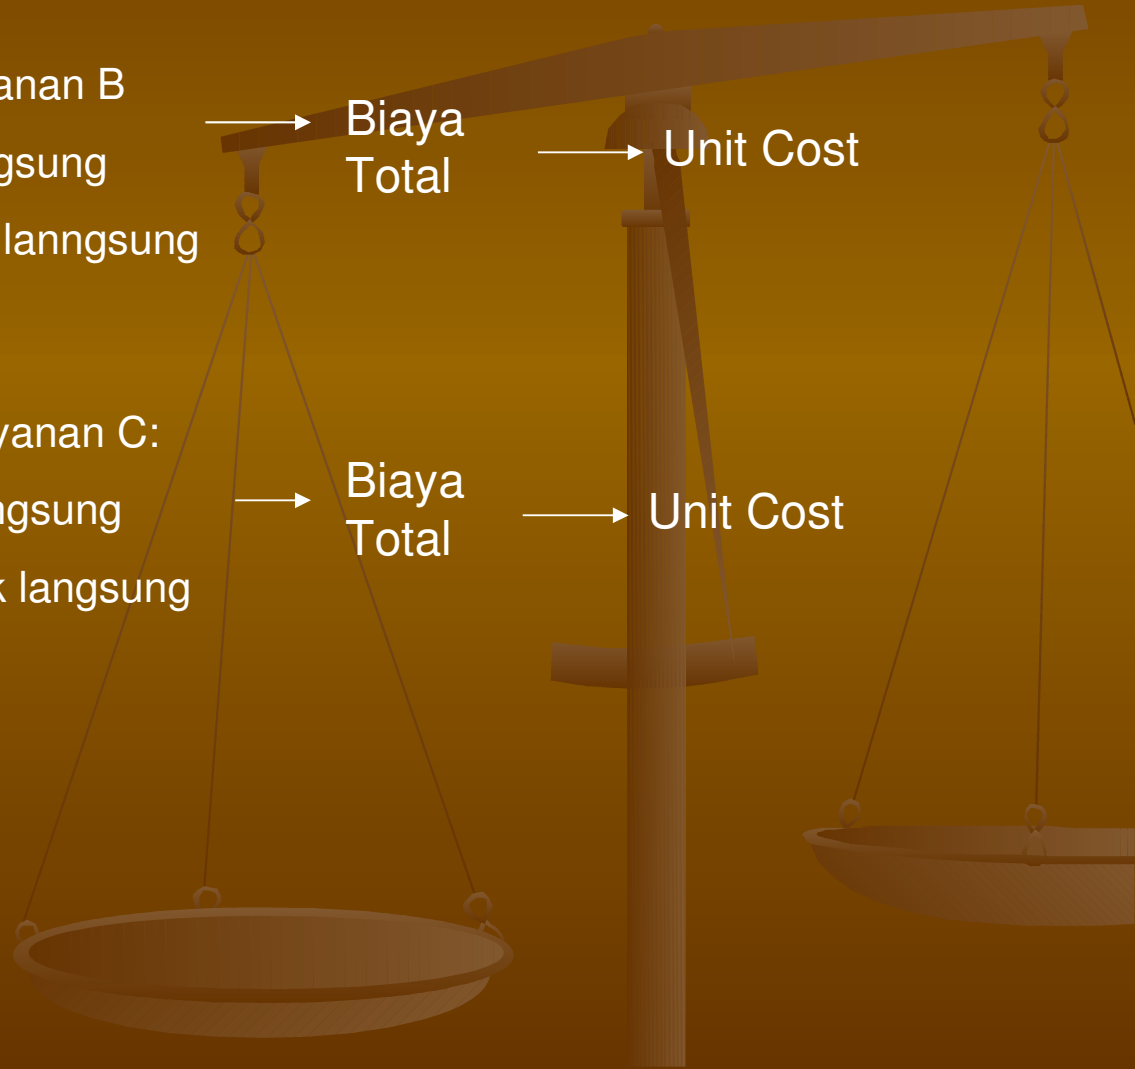 anan B
gsung
lanngsung
Biaya
Total
Unit Cost
yanan C:
ngsung
k langsung
Biaya
Total
Unit Cost